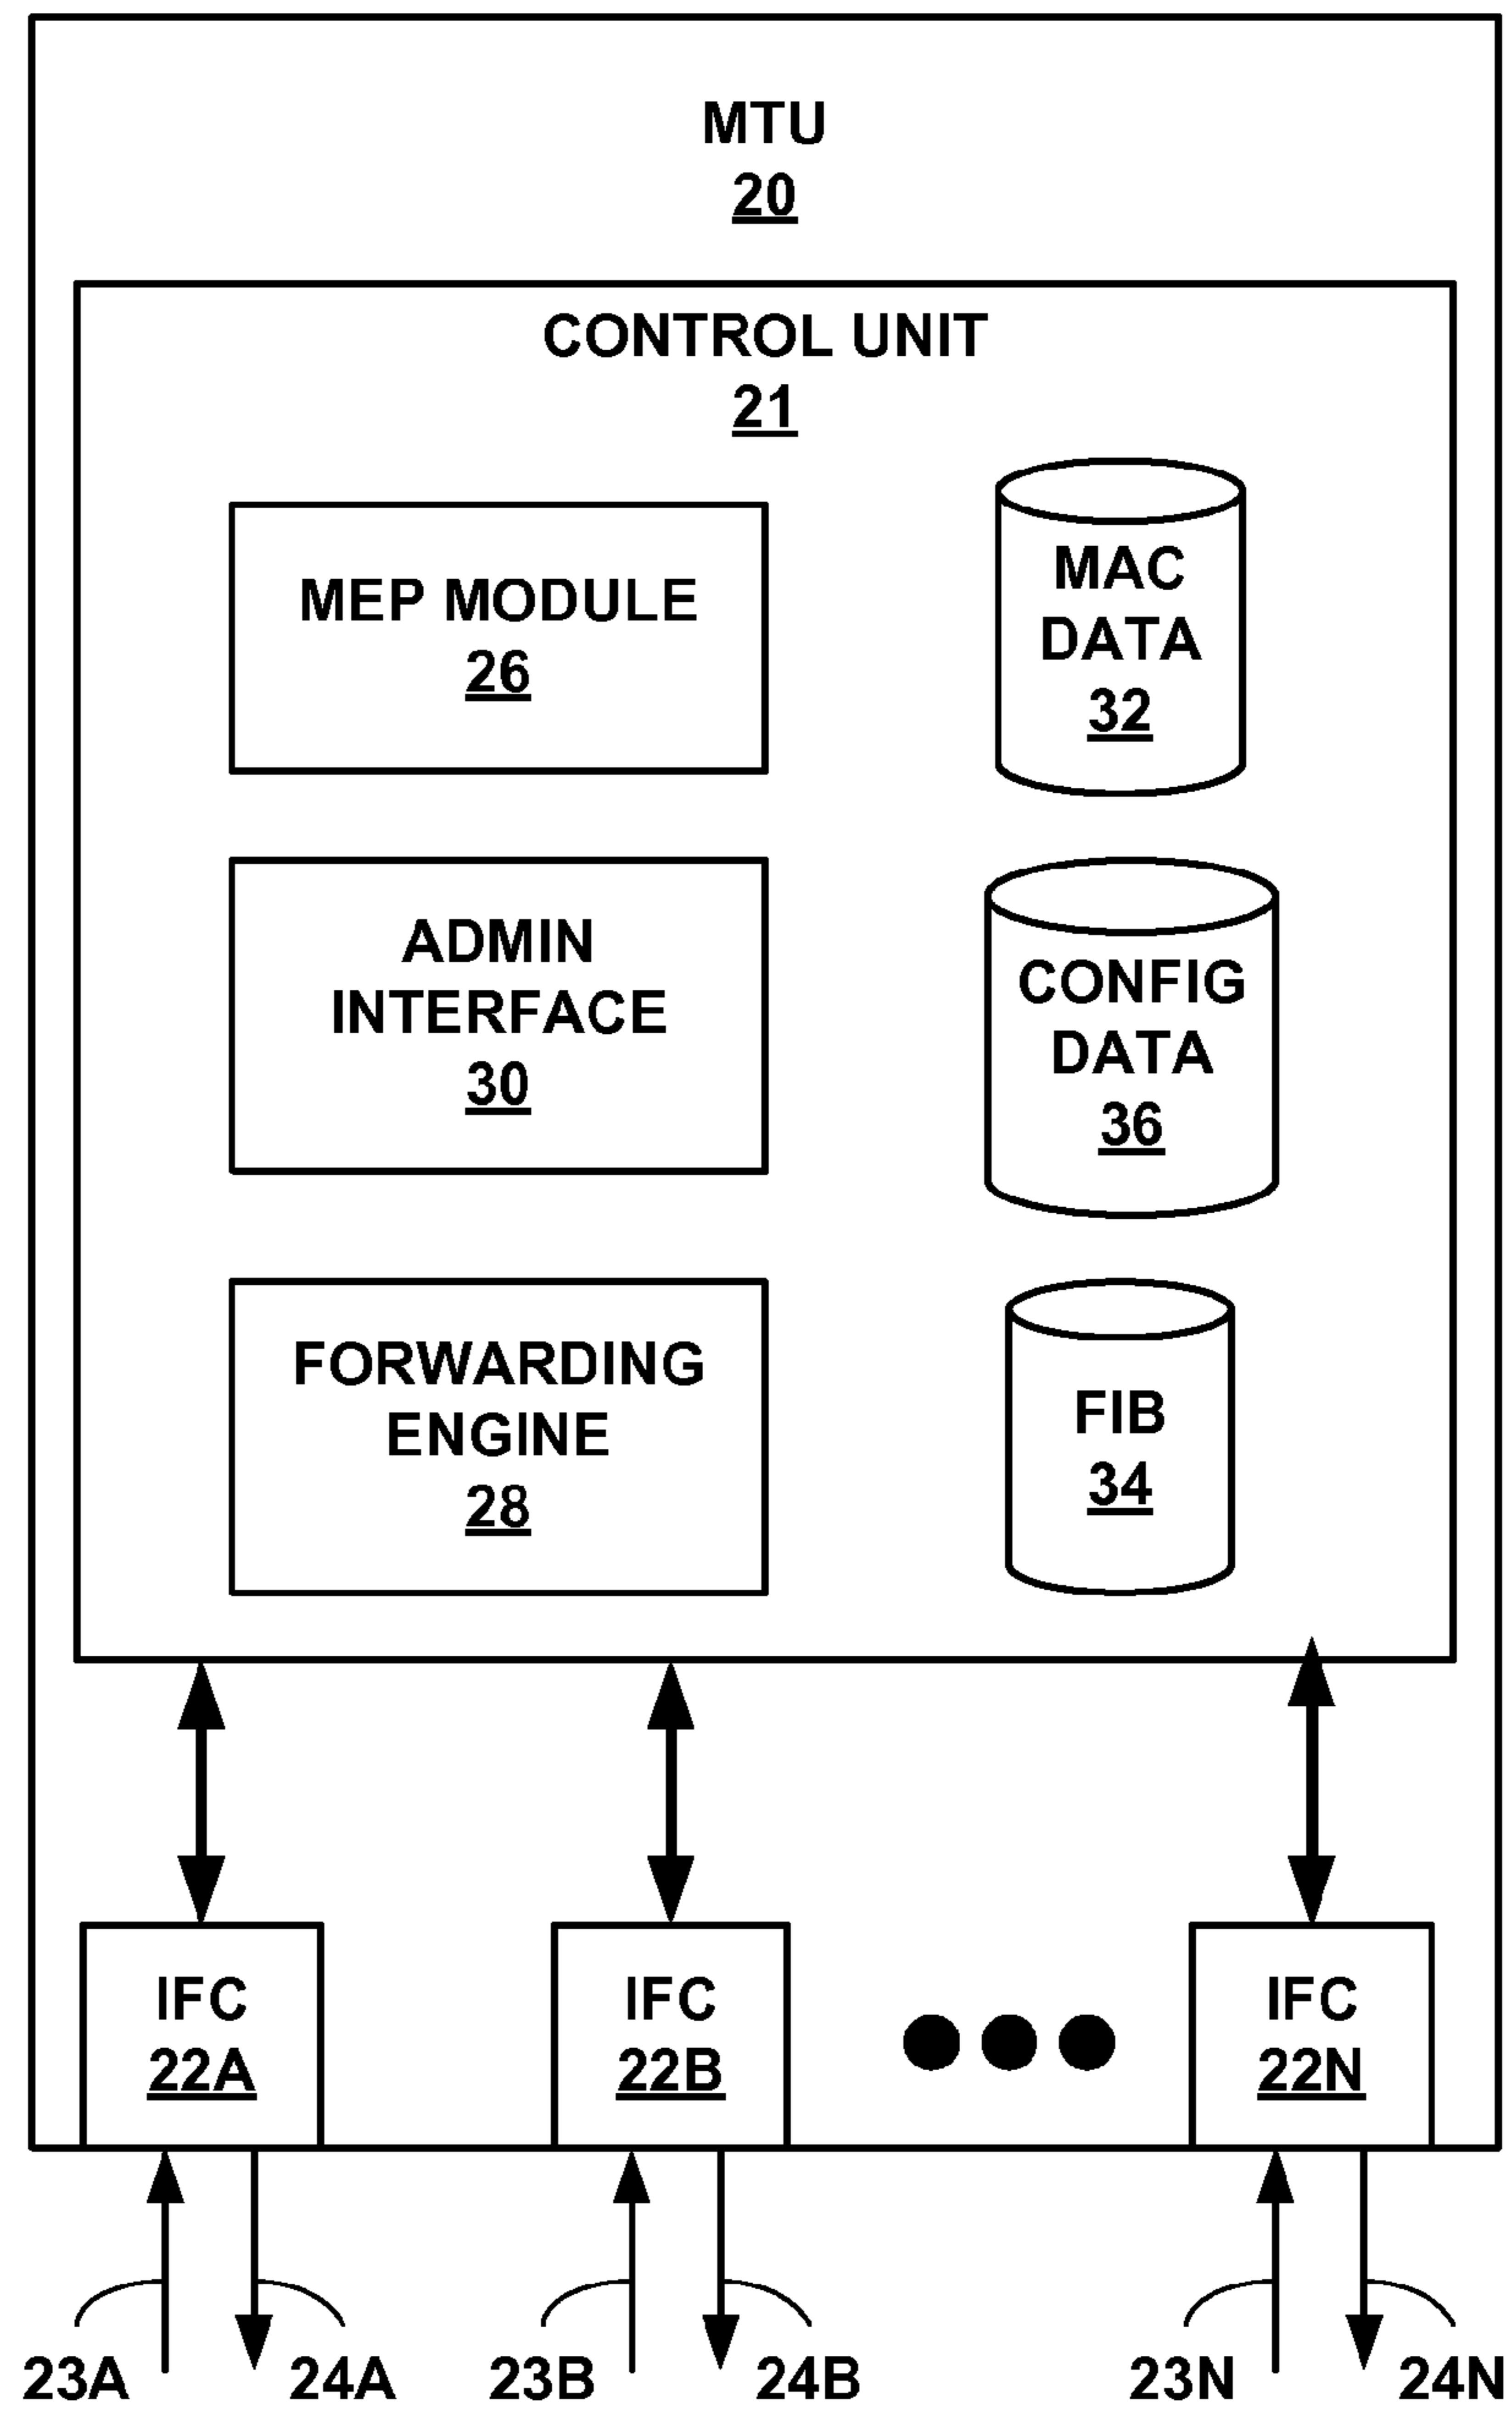 MTU
20
CONTROL UNIT
21
MEP MODULE
26
MAC
DATA
32
ADMIN
INTERFACE
30
CONFIG
DATA
36
FORWARDING
ENGINE
28
FIB
34
IFC
22A
IFC
22B
IFC
22N
23A
24A
23B
24B
23N
24N